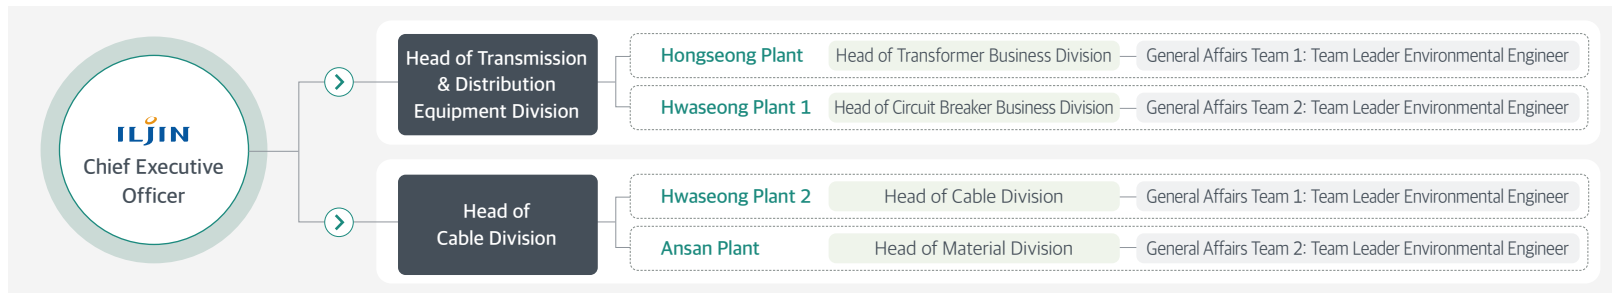 ILJIN
Chief Executive
Officer
Head of Transmission
& Distribution
Equipment Division
Hongseong Plant
Head of Transformer Business Division
General Affairs Team 1: Team Leader Environmental Engineer
Hwaseong Plant 1
Head of Circuit Breaker Business Division
General Affairs Team 2: Team Leader Environmental Engineer
Head of
Cable Division
Hwaseong Plant 2
Head of Cable Division
General Affairs Team 1: Team Leader Environmental Engineer
Ansan Plant
Head of Material Division
General Affairs Team 2: Team Leader Environmental Engineer